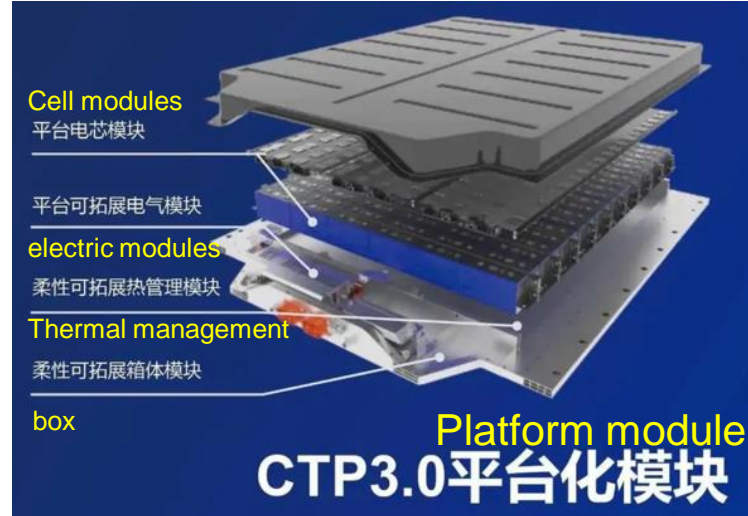 Cell modules
平台电芯模块
平台可拓展电气模块
electric modules
柔性可拓展热管理模块
Thermal management
柔性可拓展箱体模块
box
Platform module
CTP3.0平台化模块